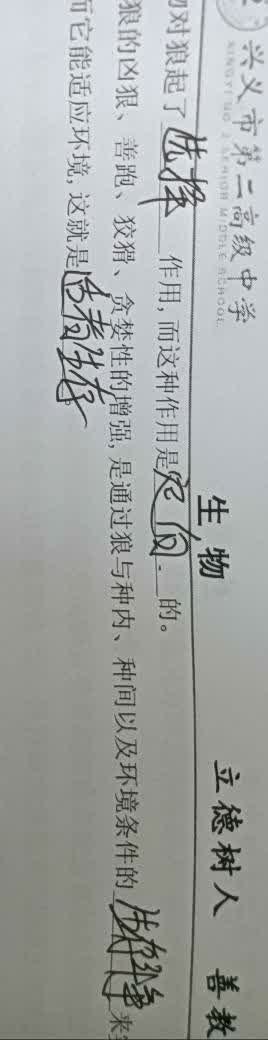 兴义市第二高级中学
XINGYI NO.2 SENIOR MIDDLE SCHOOL
生物
立德树人 善教
对狼起了选择作用,而这种作用是定向的。
狼的凶狠、善跑、狡猾、贪婪性的增强,是通过狼与种内、种间以及环境条件的生存斗争来
而它能适应环境,这就是适者生存